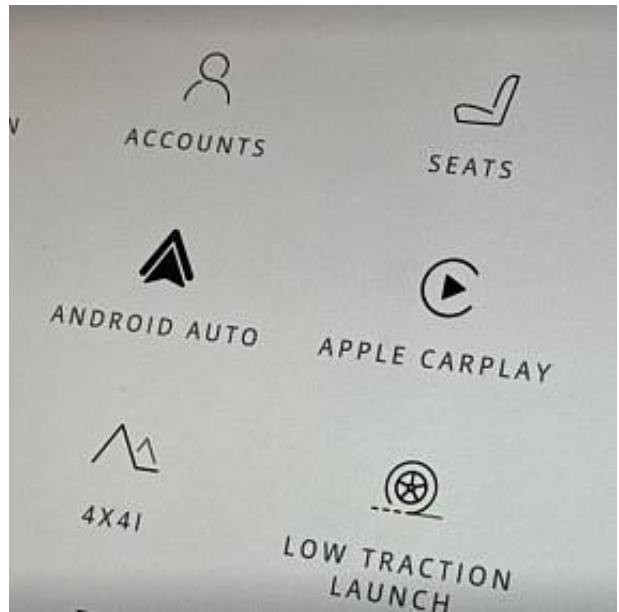 ACCOUNTS
SEATS
ANDROID AUTO
APPLE CARPLAY
4X4I
LOW TRACTION
LAUNCH